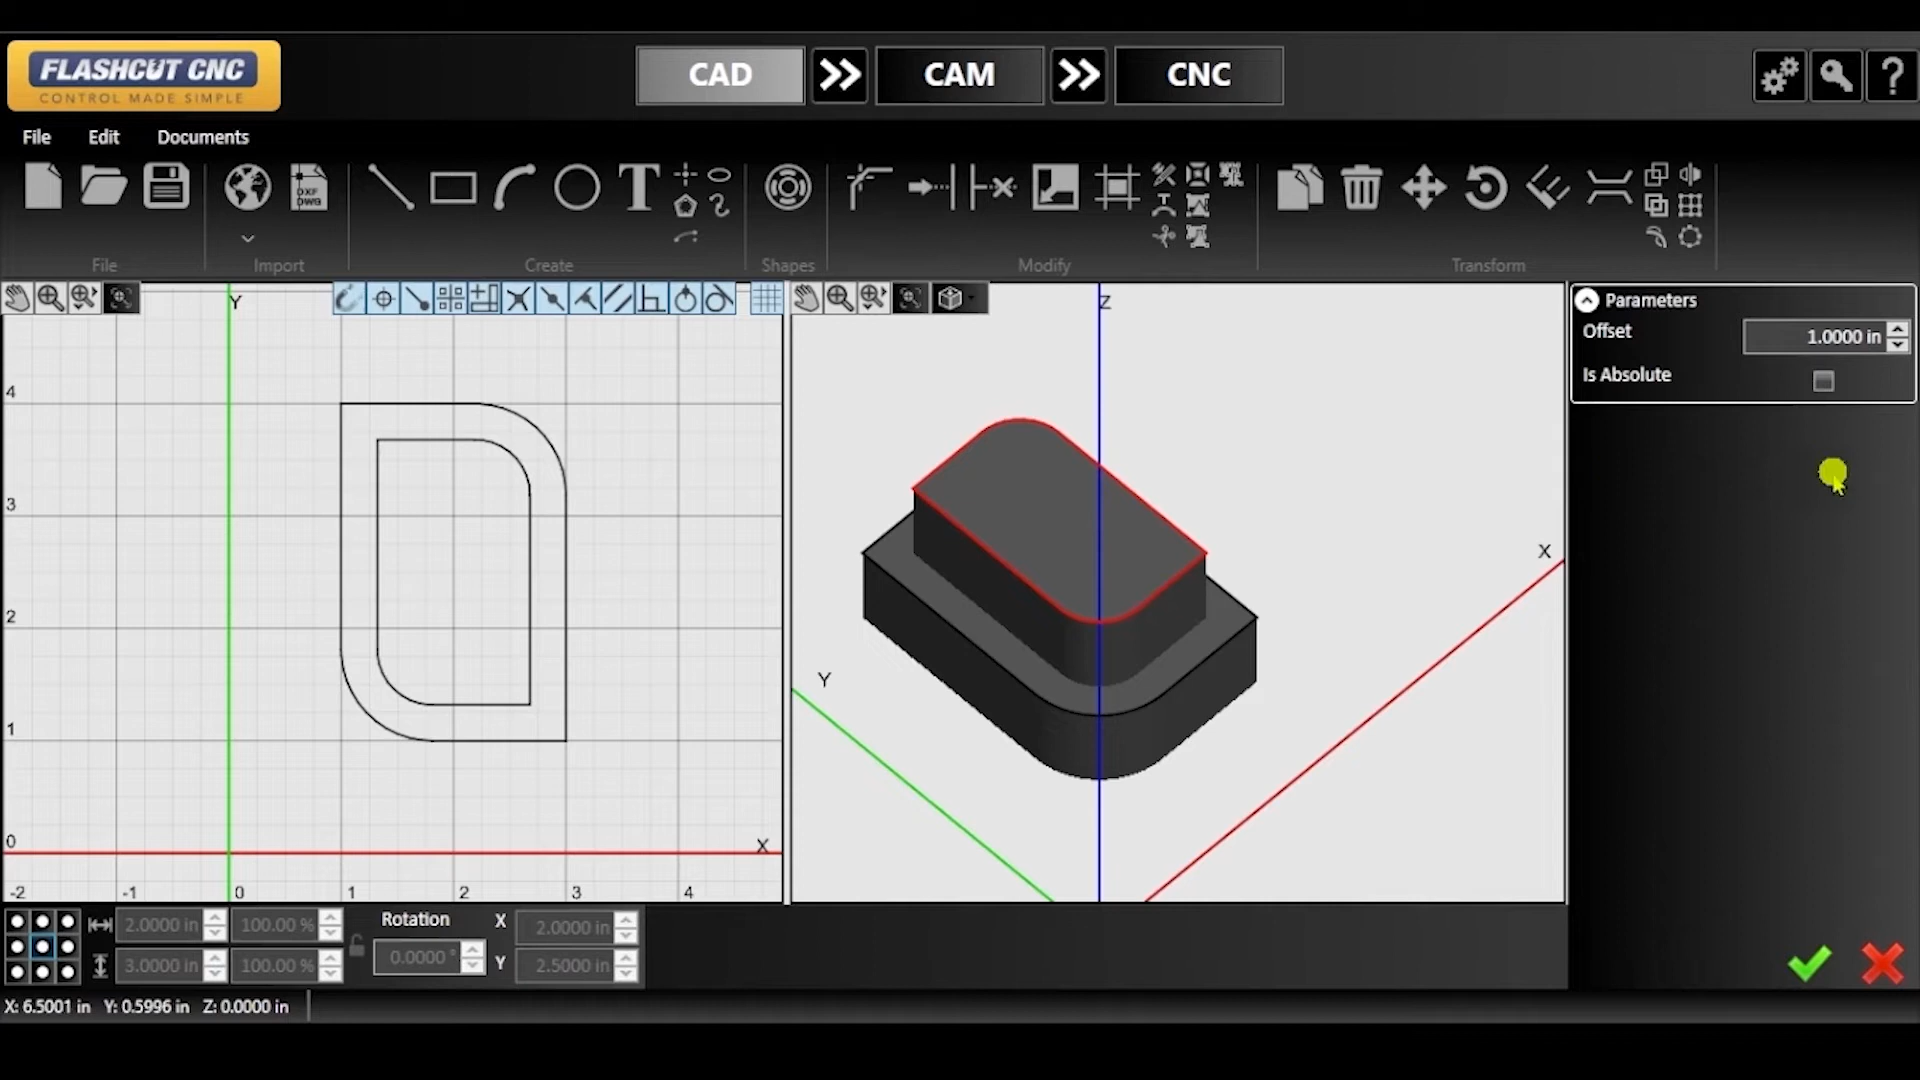 FLASHCUT CNC
CONTROL MADE SIMPLE
CAD
CAM
CNC
?
File Edit Documents
DXF
DWG
T
File Import Create Shapes Modify Transform
Y
Z
Parameters
Offset 1.0000 in
Is Absolute
4
3
2
1
0
X
X
Y
-2 -1 0 1 2 3 4
2.0000 in 100.00 % Rotation X 2.0000 in
3.0000 in 100.00 % 0.0000 ° Y 2.5000 in
X: 6.5001 in Y: 0.5996 in Z: 0.0000 in